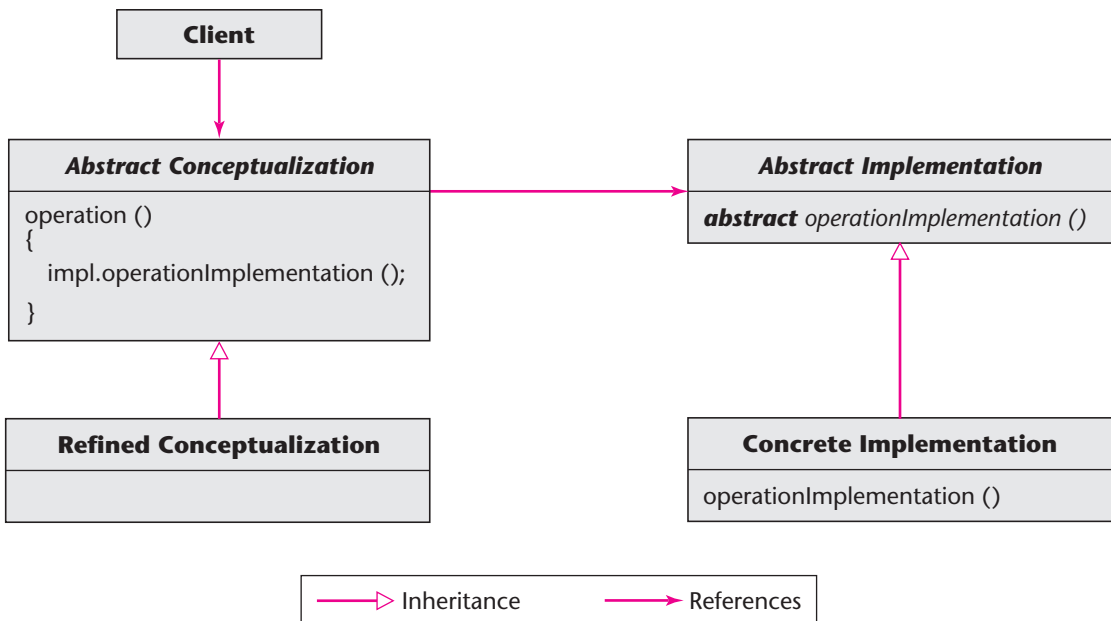 Client
Abstract Conceptualization
operation ()
{
impl.operationImplementation ();
}
Abstract Implementation
abstract operationImplementation ()
Refined Conceptualization
Concrete Implementation
operationImplementation ()
Inheritance
References